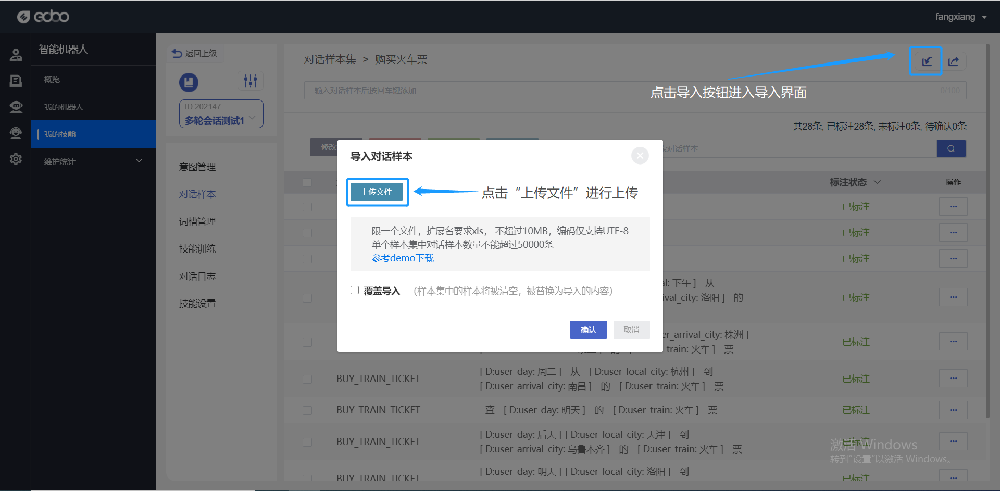 edoo
fangxiang
智能机器人
概览
我的机器人
我的技能
维护统计
返回上级
ID 202147
多轮会话测试1
意图管理
对话样本
词槽管理
技能训练
对话日志
技能设置
对话样本集 > 购买火车票
输入对话样本后按回车键添加
0/100
点击导入按钮进入导入界面
共28条, 已标注28条, 未标注0条, 待确认0条
修改
对话样本
标注状态
操作
导入对话样本
上传文件
点击“上传文件”进行上传
限一个文件，扩展名要求xls， 不超过10MB，编码仅支持UTF-8
单个样本集中对话样本数量不能超过50000条
参考demo下载
覆盖导入 （样本集中的样本将被清空，被替换为导入的内容）
确认
取消
已标注
已标注
已标注
al: 下午 ] 从
ival_city: 洛阳 ] 的
已标注
er_arrival_city: 株洲 ]
_train: 火车 ] 票
已标注
BUY_TRAIN_TICKET
[ D:user_day: 周二 ] 从 [ D:user_local_city: 杭州 ] 到
[ D:user_arrival_city: 南昌 ] 的 [ D:user_train: 火车 ] 票
已标注
BUY_TRAIN_TICKET
查 [ D:user_day: 明天 ] 的 [ D:user_train: 火车 ] 票
已标注
BUY_TRAIN_TICKET
[ D:user_day: 后天 ] [ D:user_local_city: 天津 ] 到
[ D:user_arrival_city: 乌鲁木齐 ] 的 [ D:user_train: 火车 ] 票
已标注
BUY_TRAIN_TICKET
[ D:user_day: 明天 ] [ D:user_local_city: 洛阳 ] 到
已标注
激活 Windows
转到“设置”以激活 Windows。